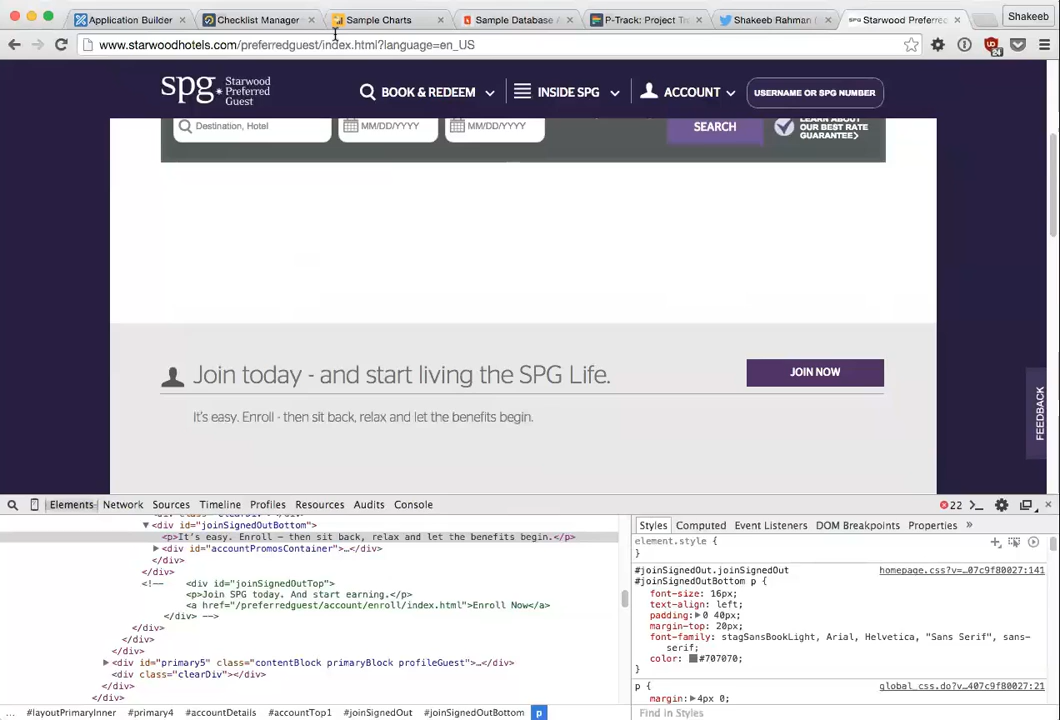 Application Builder
Checklist Manager
Sample Charts
Sample Database
P-Track: Project Tr
Shakeeb Rahman (
Starwood Preferre
Shakeeb
www.starwoodhotels.com/preferredguest/index.html?language=en_US
24
spg Starwood Preferred Guest
BOOK & REDEEM
INSIDE SPG
ACCOUNT
USERNAME OR SPG NUMBER
Destination, Hotel
MM/DD/YYYY
MM/DD/YYYY
SEARCH
LEARN ABOUT
OUR BEST RATE
GUARANTEE>
Join today - and start living the SPG Life.
JOIN NOW
It's easy. Enroll - then sit back, relax and let the benefits begin.
FEEDBACK
Elements Network Sources Timeline Profiles Resources Audits Console
22
<div id="joinSignedOutBottom">
<p>It's easy. Enroll – then sit back, relax and let the benefits begin.</p>
<div id="accountPromosContainer">…</div>
</div>
</div>
<!-- <div id="joinSignedOutTop">
<p>Join SPG today. And start earning.</p>
<a href="/preferredguest/account/enroll/index.html">Enroll Now</a>
</div> -->
</div>
</div>
</div>
<div id="primary5" class="contentBlock primaryBlock profileGuest">…</div>
<div class="clearDiv"></div>
</div>
</div>
... #layoutPrimaryInner #primary4 #accountDetails #accountTop1 #joinSignedOut #joinSignedOutBottom p
Styles Computed Event Listeners DOM Breakpoints Properties »
element.style {
}
#joinSignedOut.joinSignedOut homepage.css?v=…07c9f80027:141
#joinSignedOutBottom p {
font-size: 16px;
text-align: left;
padding: 0 40px;
margin-top: 20px;
font-family: stagSansBookLight, Arial, Helvetica, "Sans Serif", sans-
serif;
color: #707070;
}
p { global_css.do?v…407c9f80027:21
margin: 4px 0;
Find in Styles